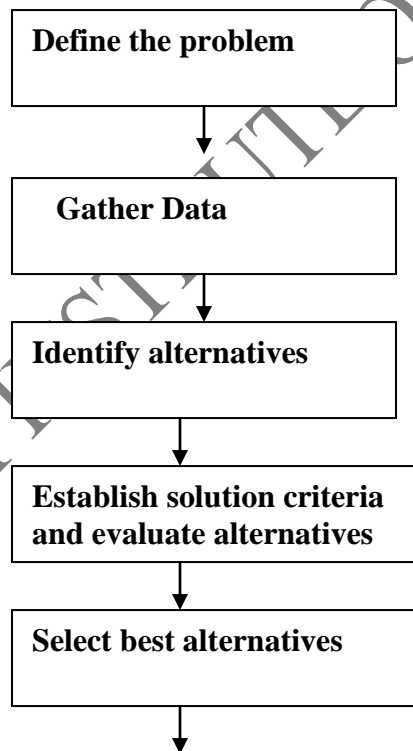 Define the problem
Gather Data
Identify alternatives
Establish solution criteria
and evaluate alternatives
Select best alternatives